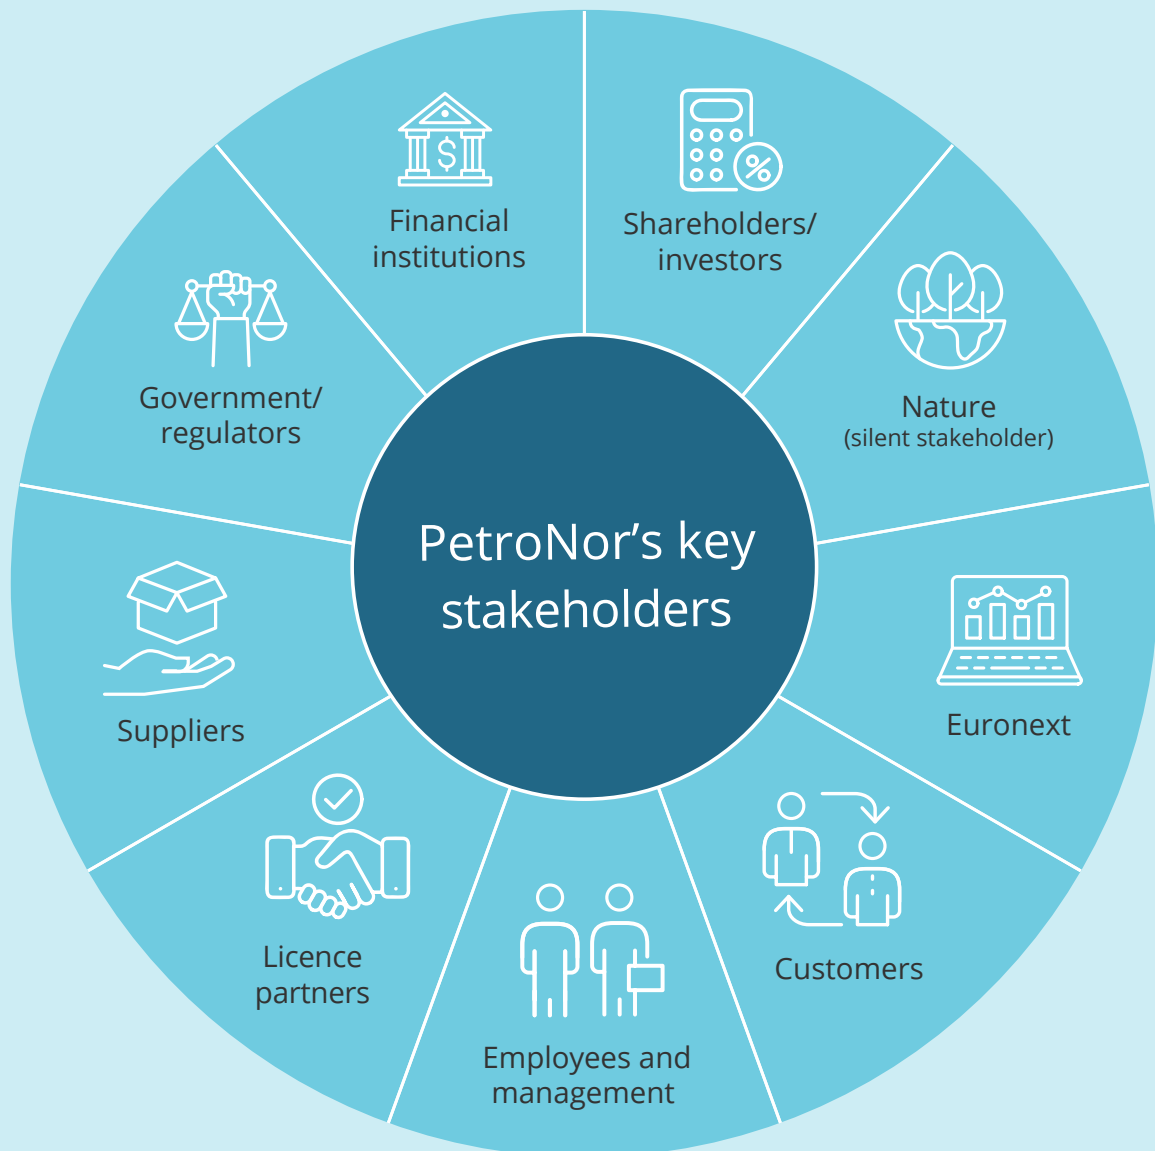 Financial
institutions
Shareholders/
investors
Government/
regulators
Nature
(silent stakeholder)
PetroNor’s key
stakeholders
Suppliers
Euronext
Licence
partners
Customers
Employees and
management